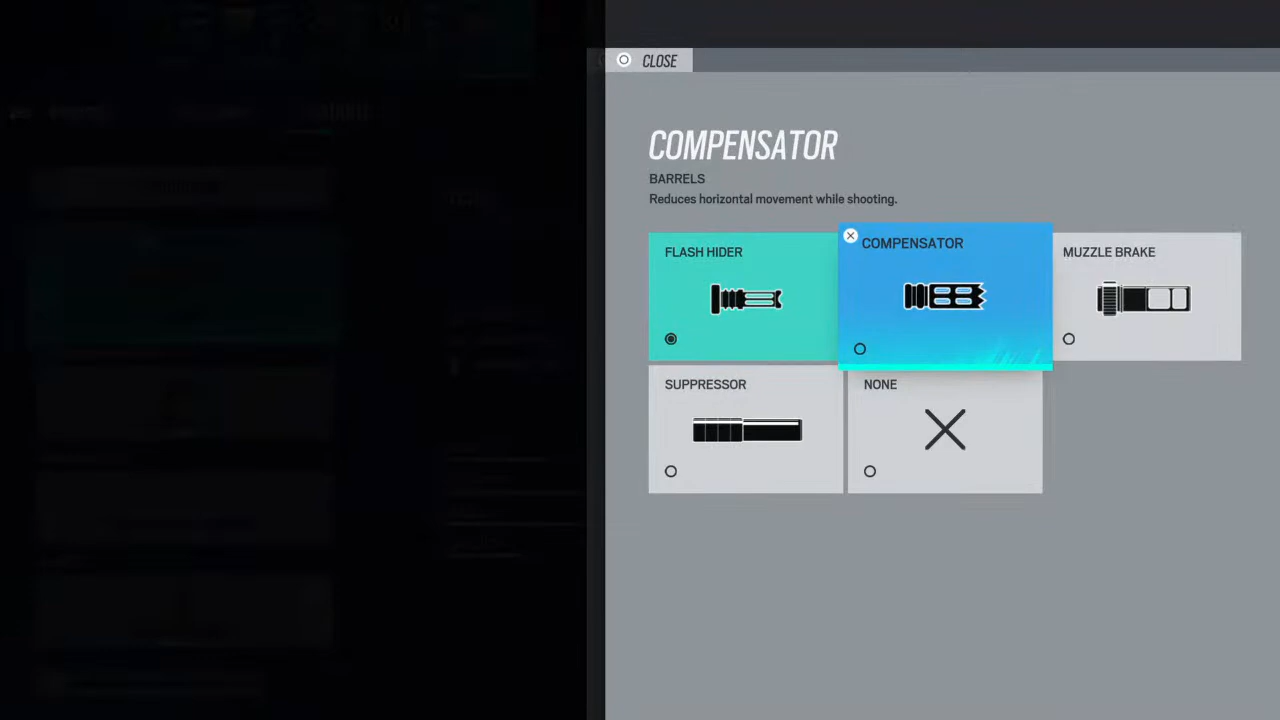 CLOSE
COMPENSATOR
BARRELS
Reduces horizontal movement while shooting.
FLASH HIDER
COMPENSATOR
MUZZLE BRAKE
SUPPRESSOR
NONE